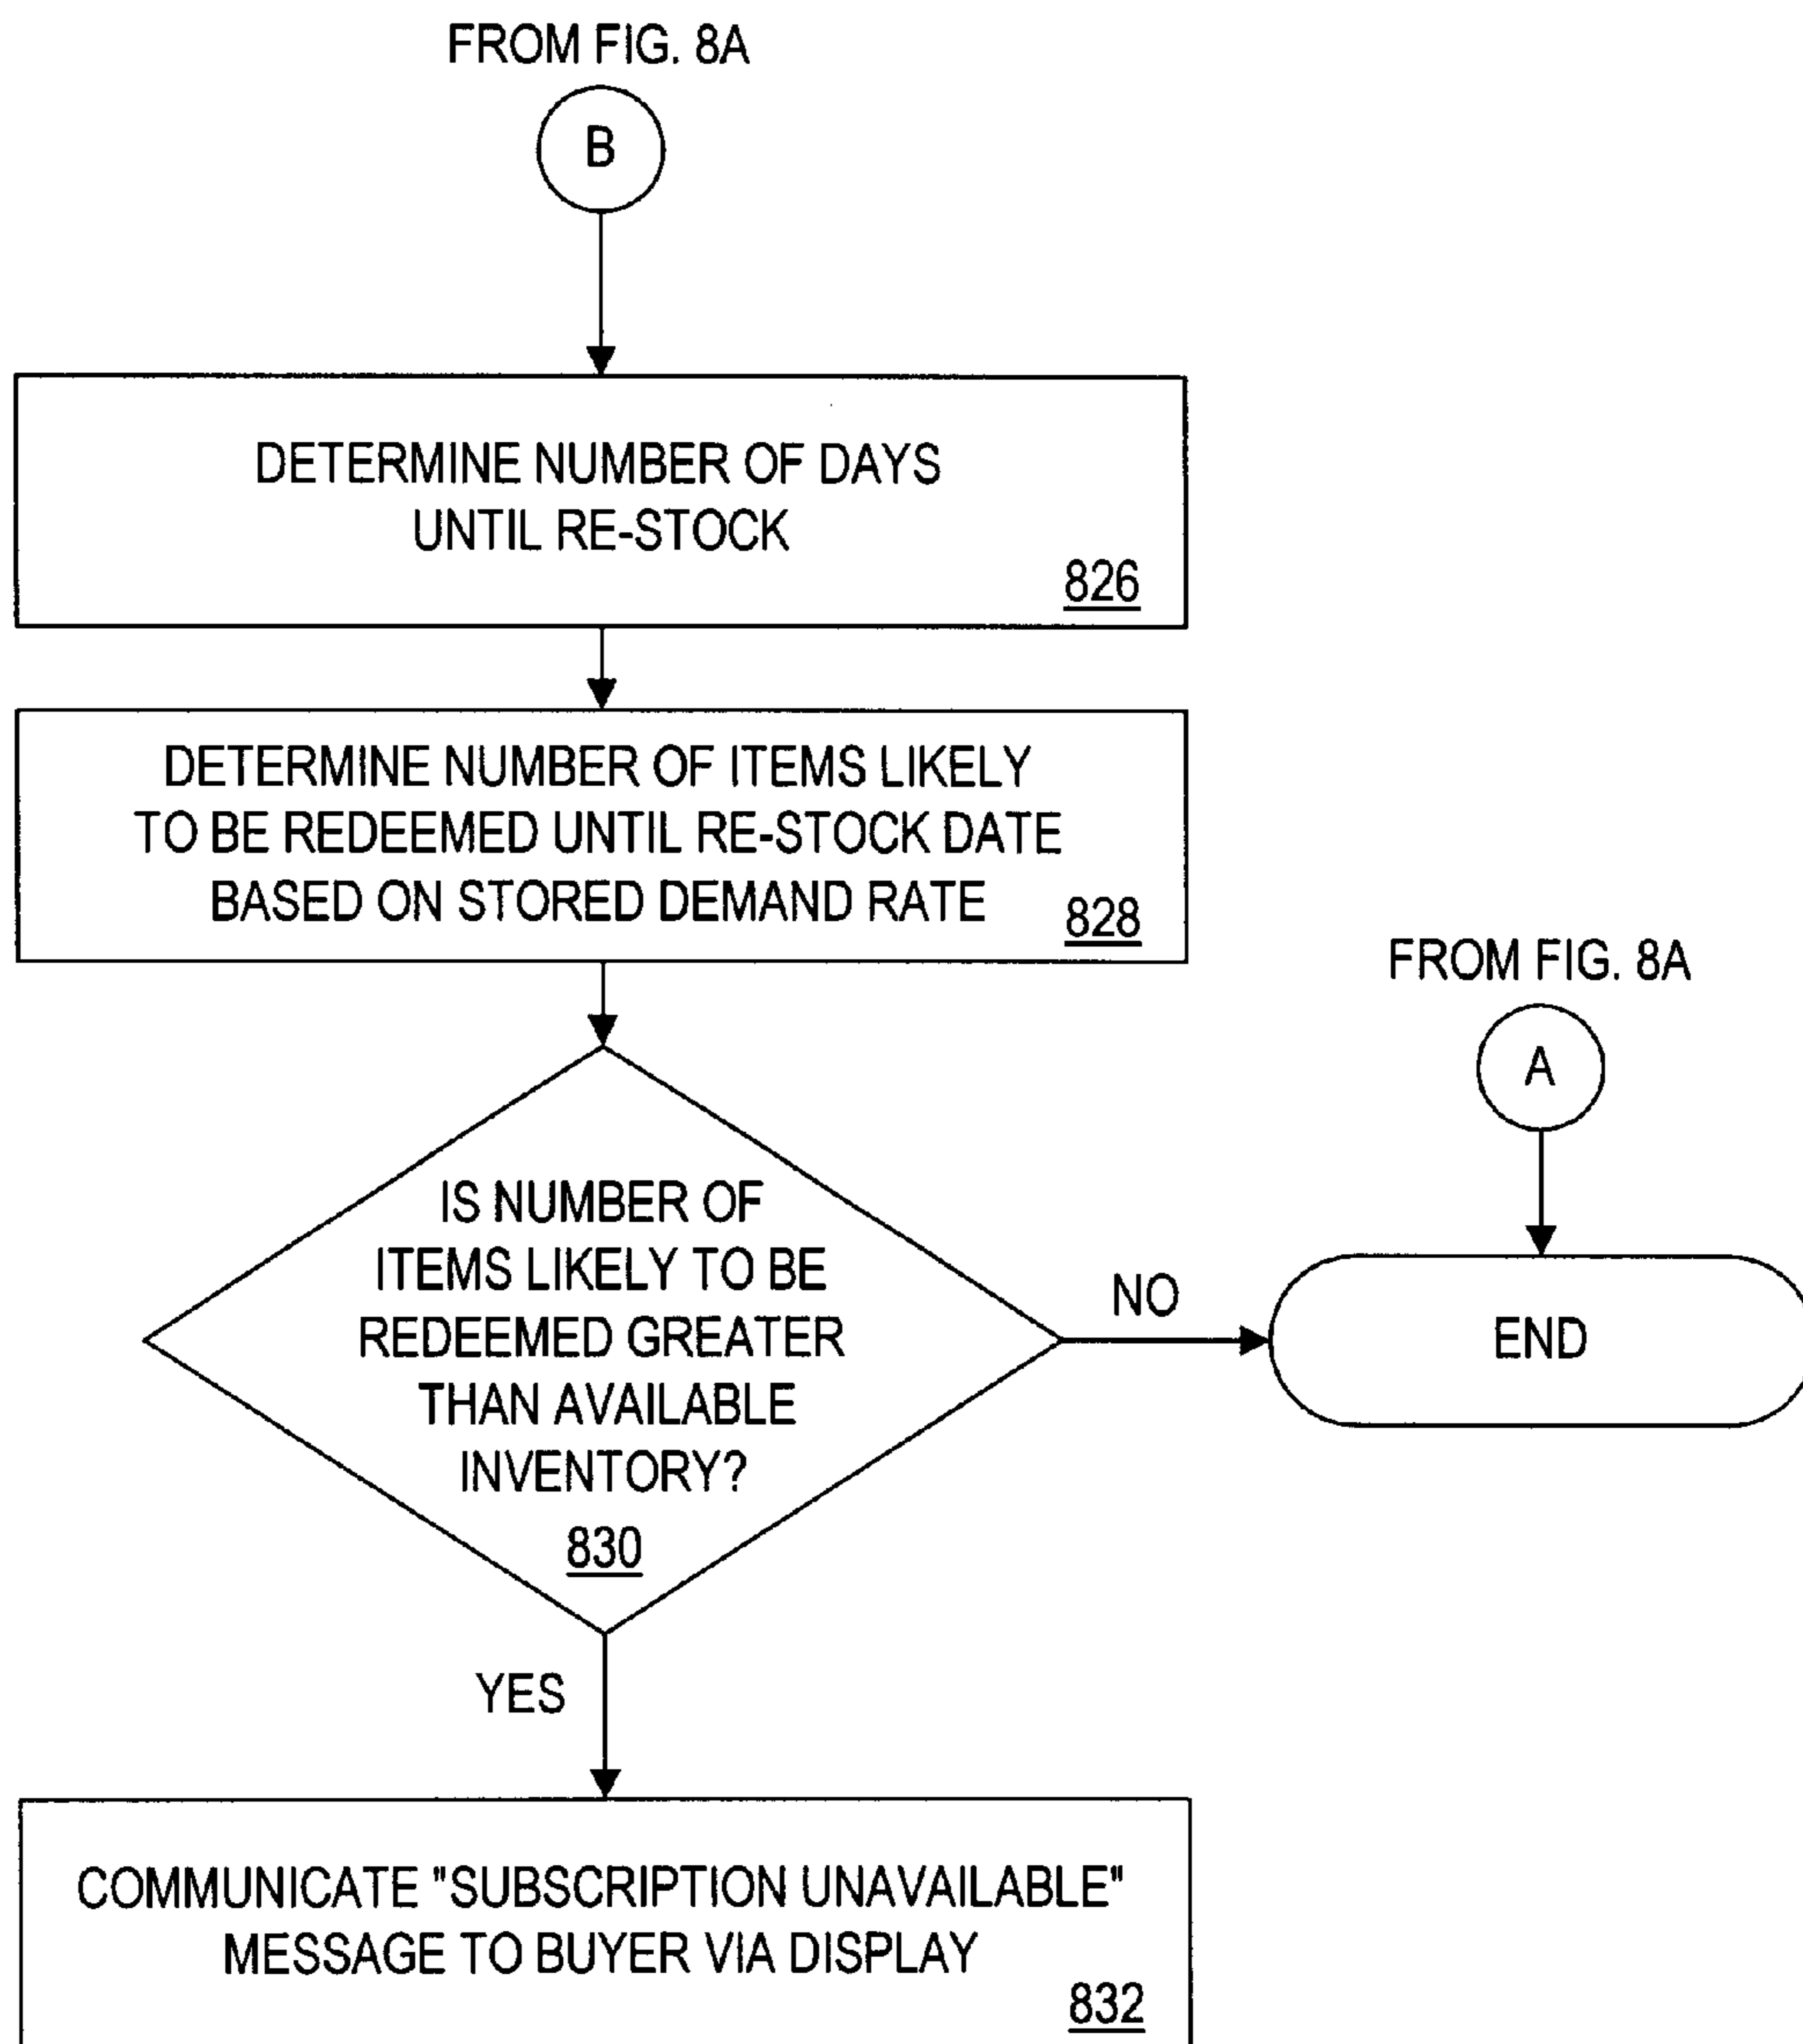 FROM FIG. 8A
B
DETERMINE NUMBER OF DAYS
UNTIL RE-STOCK
826
DETERMINE NUMBER OF ITEMS LIKELY
TO BE REDEEMED UNTIL RE-STOCK DATE
BASED ON STORED DEMAND RATE
828
FROM FIG. 8A
A
IS NUMBER OF
ITEMS LIKELY TO BE
REDEEMED GREATER
THAN AVAILABLE
INVENTORY?
830
NO
END
YES
COMMUNICATE "SUBSCRIPTION UNAVAILABLE"
MESSAGE TO BUYER VIA DISPLAY
832